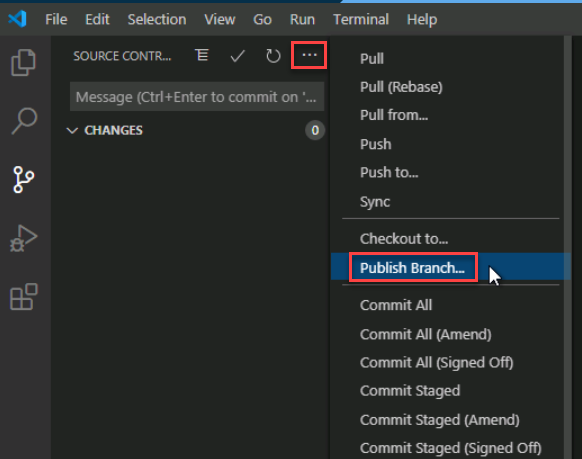 File Edit Selection View Go Run Terminal Help
SOURCE CONTR...
Message (Ctrl+Enter to commit on '...
CHANGES 0
Pull
Pull (Rebase)
Pull from...
Push
Push to...
Sync
Checkout to...
Publish Branch...
Commit All
Commit All (Amend)
Commit All (Signed Off)
Commit Staged
Commit Staged (Amend)
Commit Staged (Signed Off)